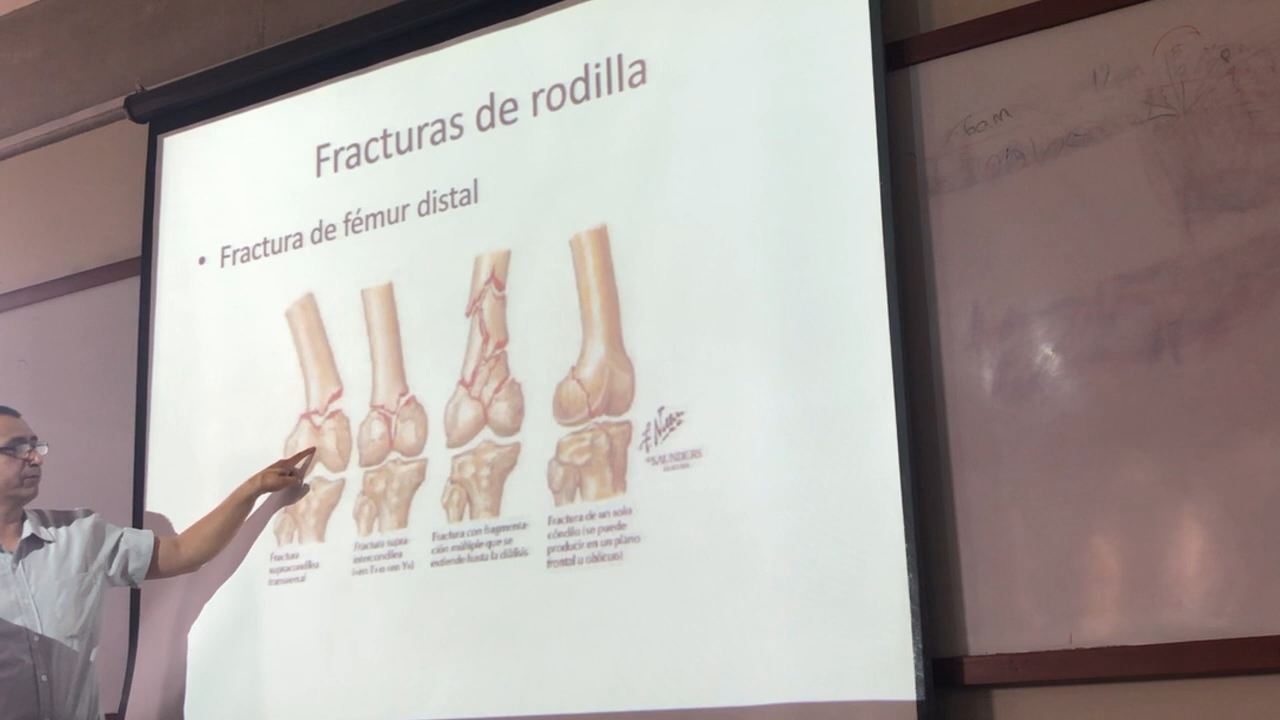 Fracturas de rodilla
• Fractura de fémur distal
Fractura
supracondílea
transversal
Fractura supra-
intercondílea
Fractura con fragmenta-
ción múltiple que se
extiende hasta la diáfisis
Fractura de un solo
cóndilo (se puede
producir en un plano
frontal u oblicuo)
SAUNDERS
6am